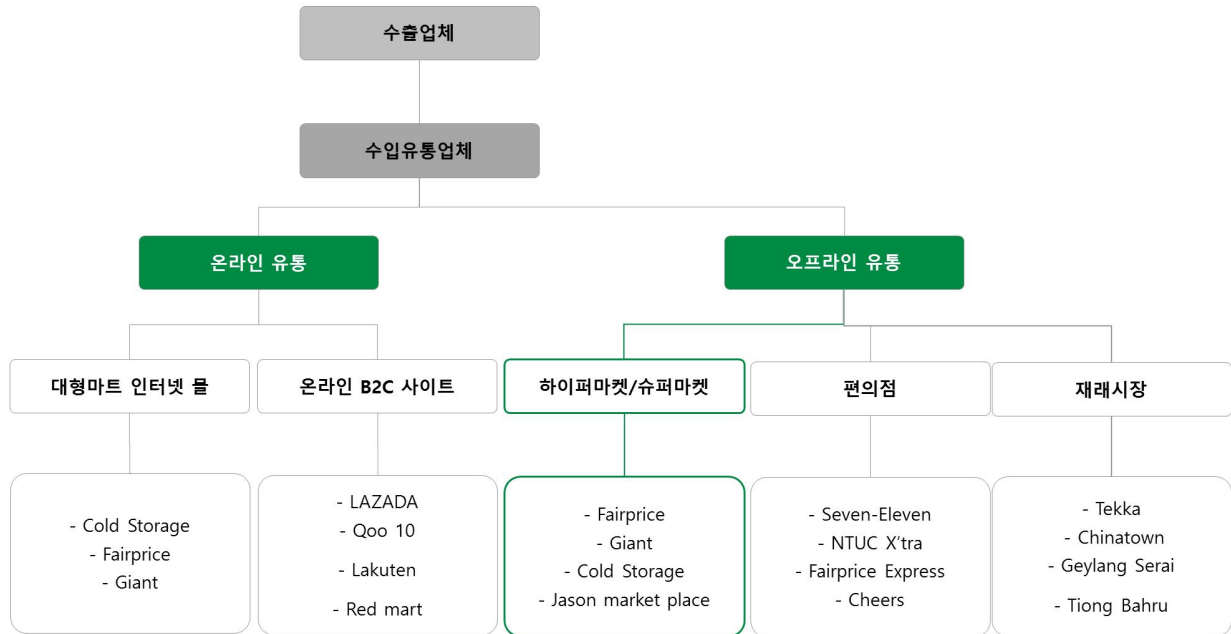 수출업체
수입유통업체
온라인 유통
오프라인 유통
대형마트 인터넷 몰
온라인 B2C 사이트
하이퍼마켓/슈퍼마켓
편의점
재래시장
- Cold Storage
- Fairprice
- Giant
- LAZADA
- Qoo 10
- Lakuten
- Red mart
- Fairprice
- Giant
- Cold Storage
- Jason market place
- Seven-Eleven
- NTUC X'tra
- Fairprice Express
- Cheers
- Tekka
- Chinatown
- Geylang Serai
- Tiong Bahru